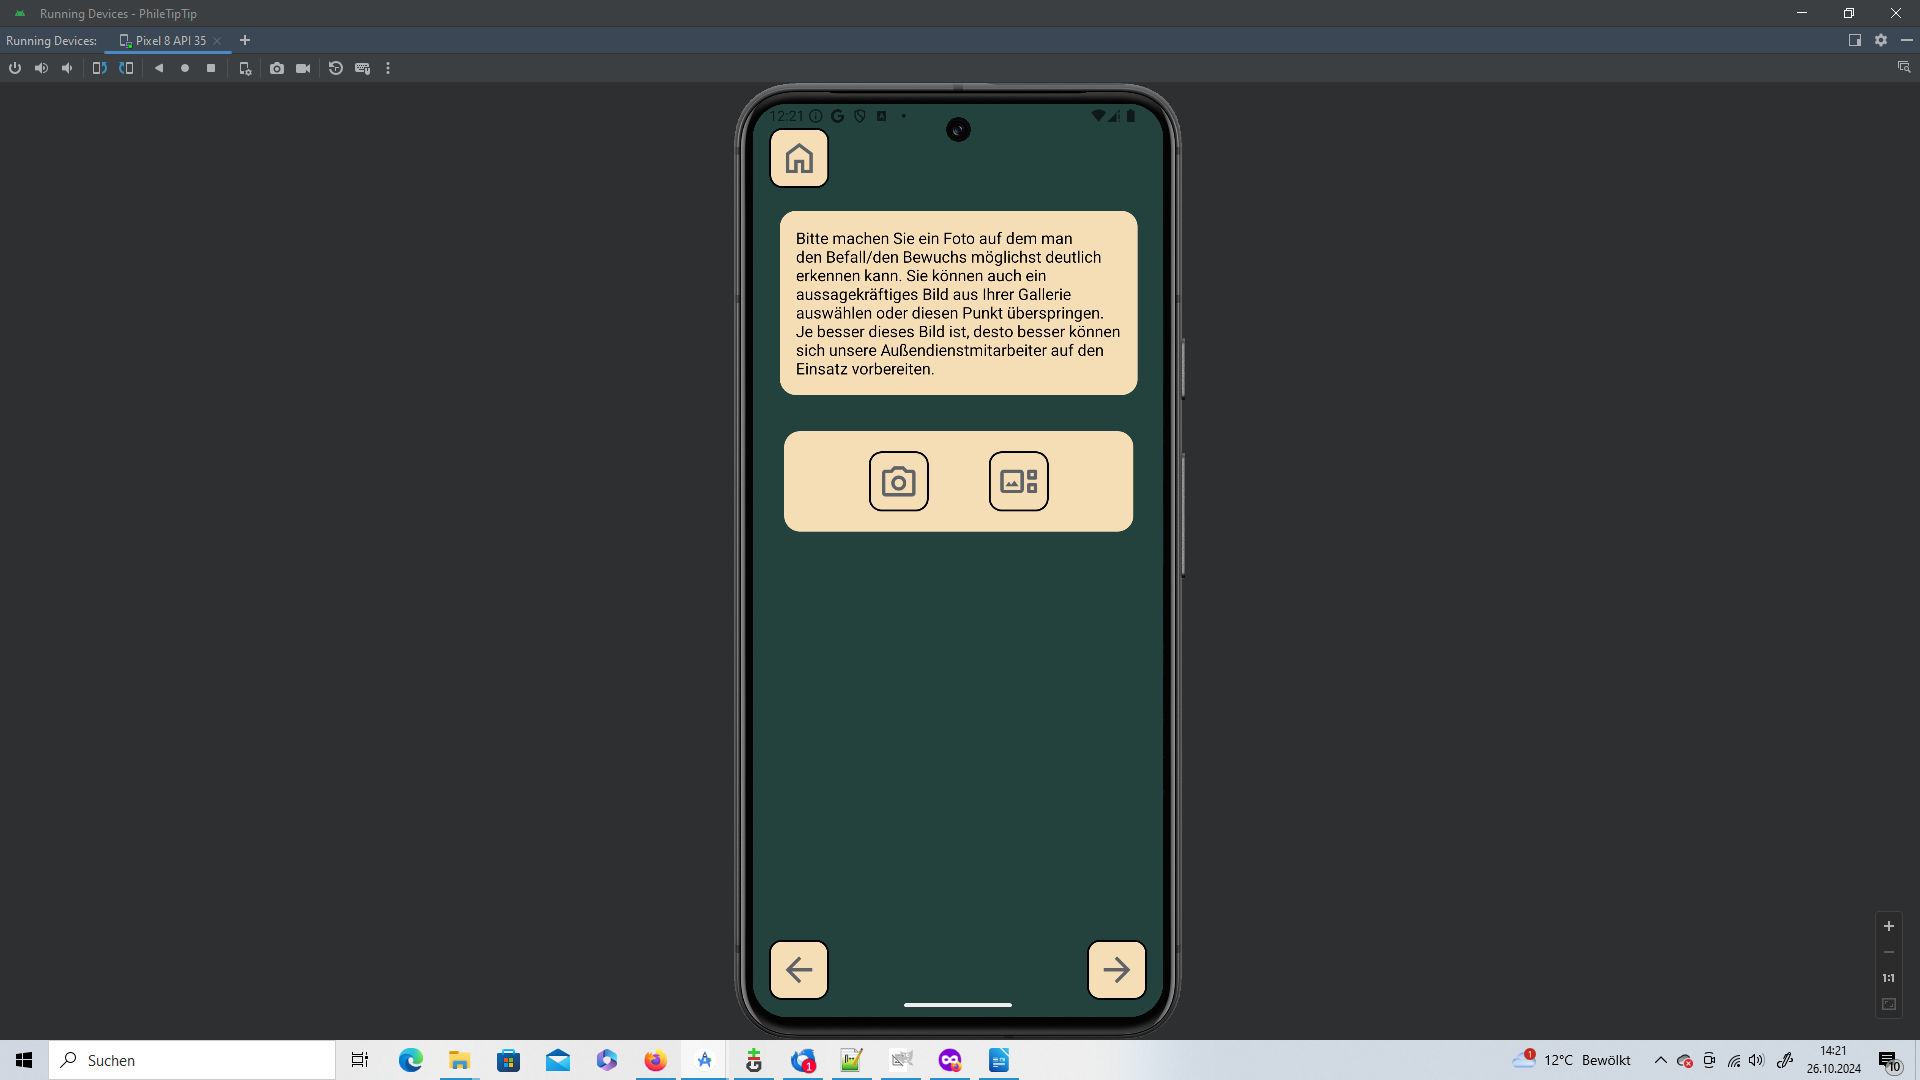 Running Devices - PhileTipTip
Running Devices:
Pixel 8 API 35
12:21
Bitte machen Sie ein Foto auf dem man
den Befall/den Bewuchs möglichst deutlich
erkennen kann. Sie können auch ein
aussagekräftiges Bild aus Ihrer Gallerie
auswählen oder diesen Punkt überspringen.
Je besser dieses Bild ist, desto besser können
sich unsere Außendienstmitarbeiter auf den
Einsatz vorbereiten.
1:1
Suchen
1
1
12°C Bewölkt
14:21
26.10.2024
10